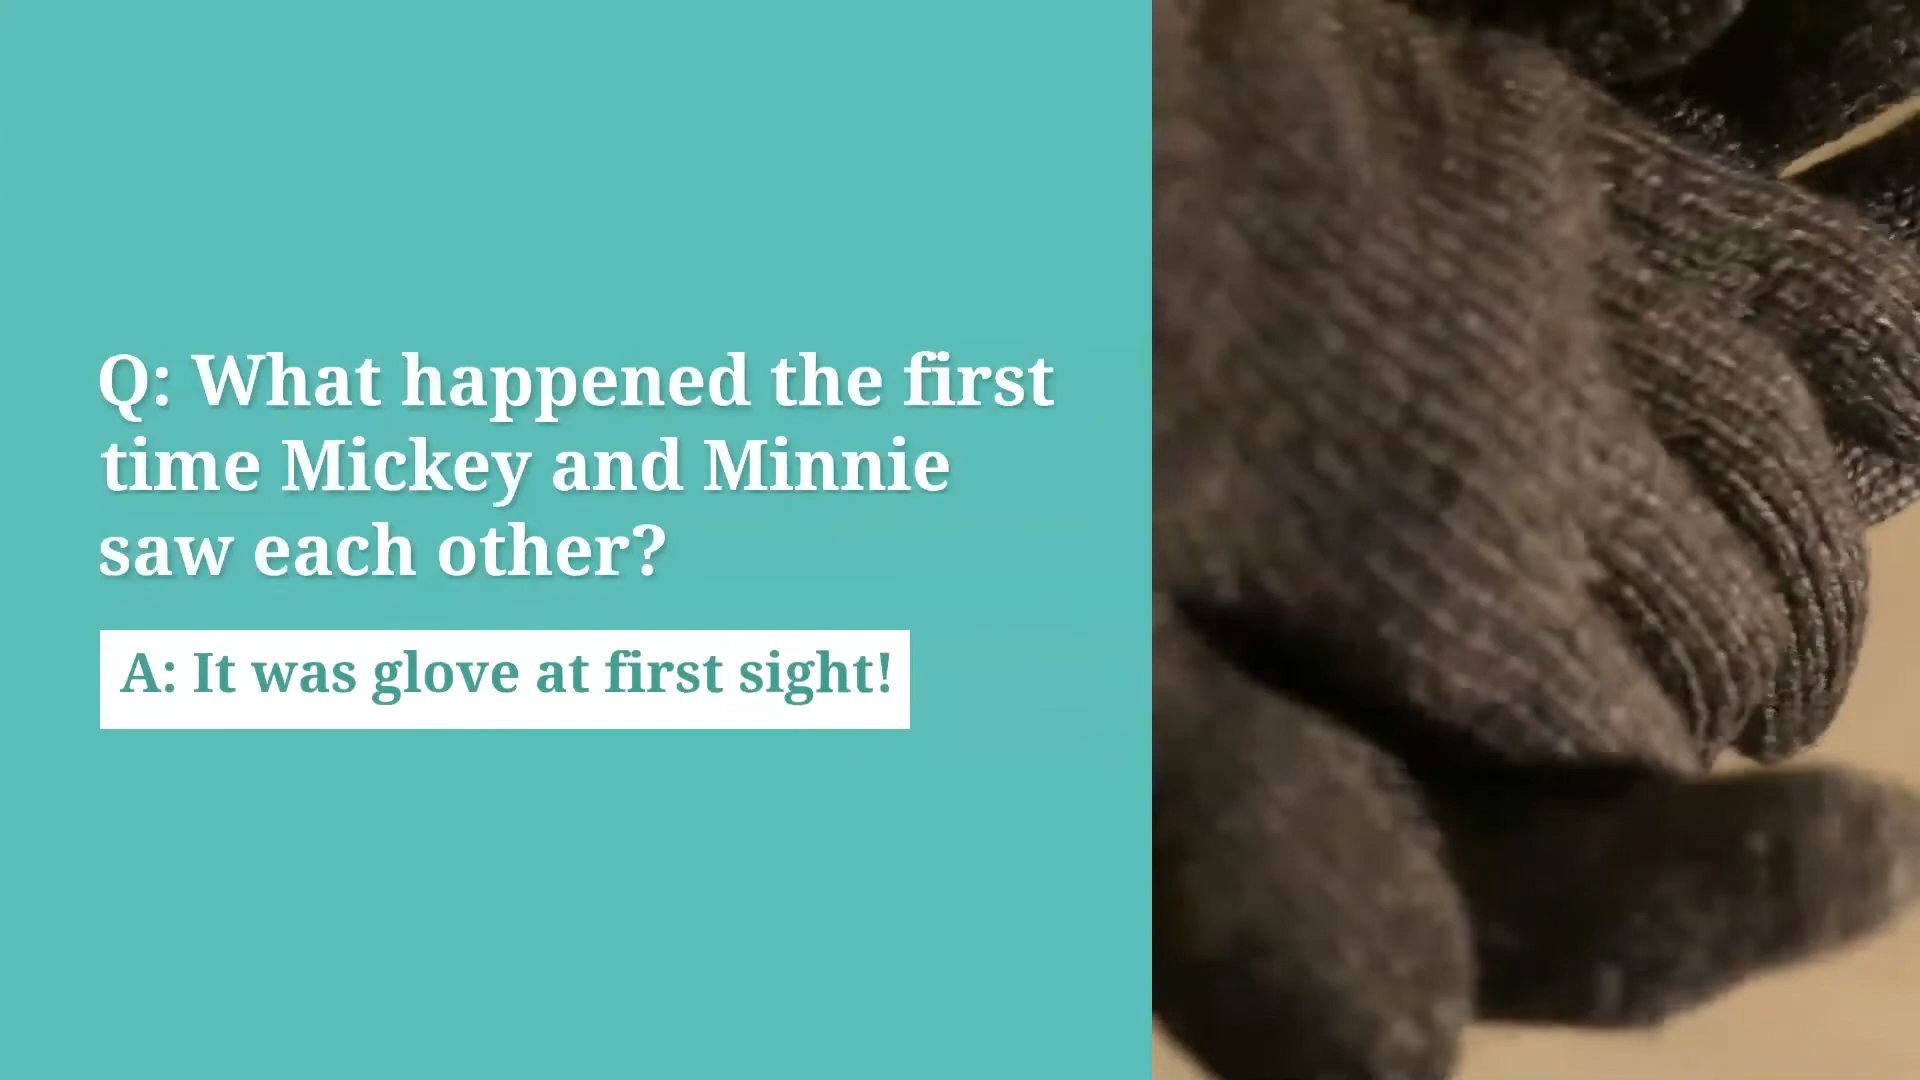 Q: What happened the first
time Mickey and Minnie
saw each other?
A: It was glove at first sight!